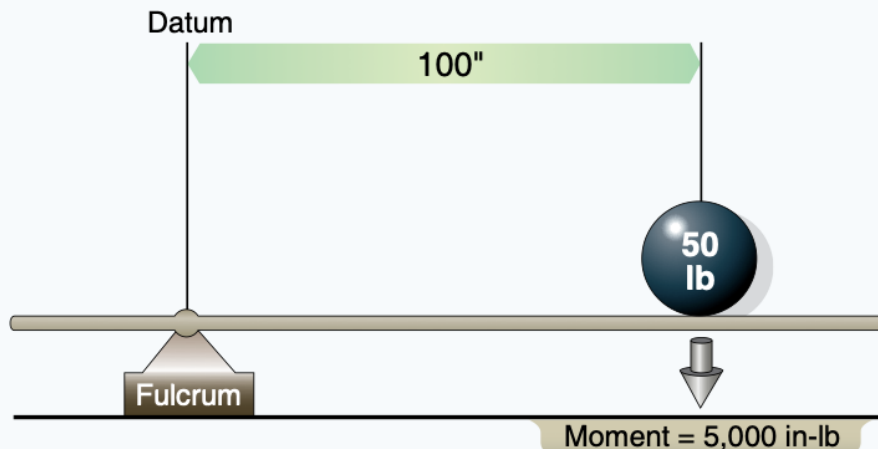 Datum
100"
50
lb
Fulcrum
Moment = 5,000 in-lb